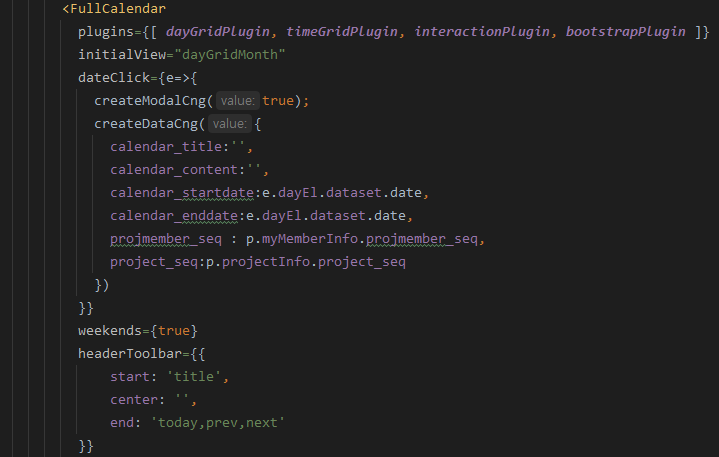 <FullCalendar
plugins={[ dayGridPlugin, timeGridPlugin, interactionPlugin, bootstrapPlugin ]}
initialView="dayGridMonth"
dateClick={e=>{
createModalCng( value: true);
createDataCng( value: {
calendar_title:'',
calendar_content:'',
calendar_startdate:e.dayEl.dataset.date,
calendar_enddate:e.dayEl.dataset.date,
projmember_seq : p.myMemberInfo.projmember_seq,
project_seq:p.projectInfo.project_seq
})
}}
weekends={true}
headerToolbar={{
start: 'title',
center: '',
end: 'today,prev,next'
}}